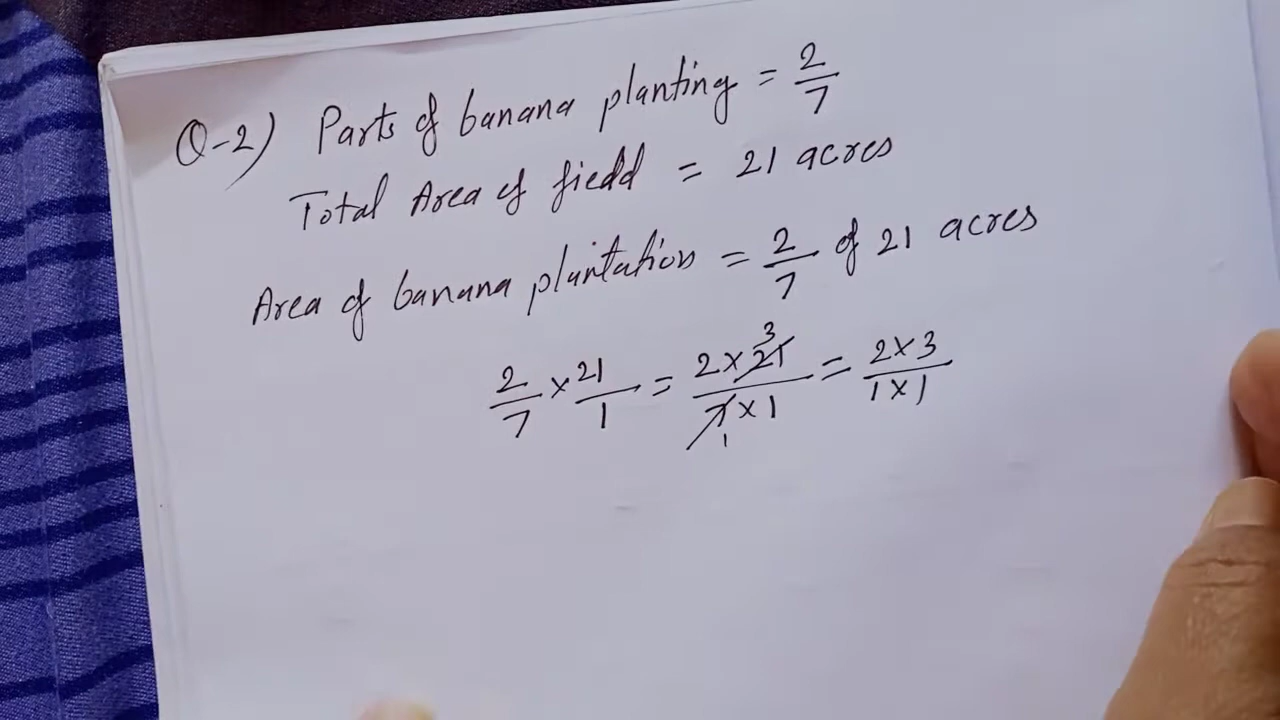 Q-2) Parts of banana planting = 2/7
Total Area of fiedd = 21 acres
Area of banana plantation = 2/7 of 21 acres
2/7 × 21/1 = 2 × 21 3 / 7 1 × 1 = 2 × 3 / 1 × 1